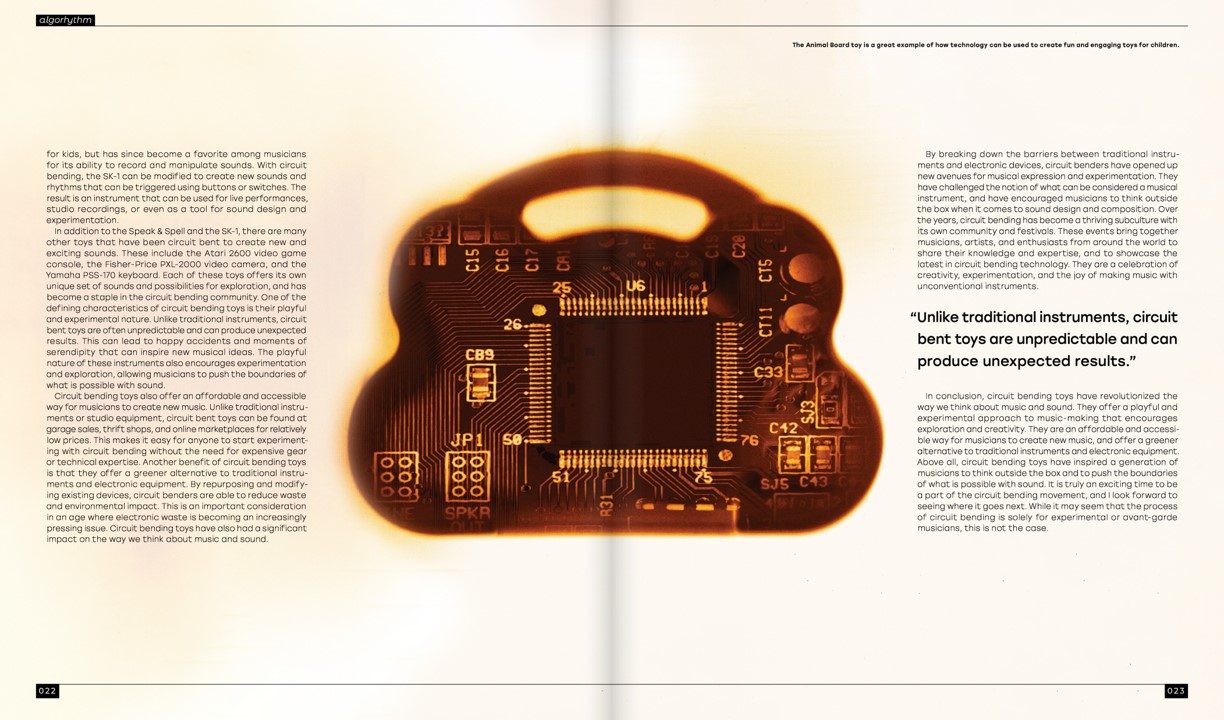 algorhythm
The Animal Board toy is a great example of how technology can be used to create fun and engaging toys for children.
for kids, but has since become a favorite among musicians
for its ability to record and manipulate sounds. With circuit
bending, the SK-1 can be modified to create new sounds and
rhythms that can be triggered using buttons or switches. The
result is an instrument that can be used for live performances,
studio recordings, or even as a tool for sound design and
experimentation.
In addition to the Speak & Spell and the SK-1, there are many
other toys that have been circuit bent to create new and
exciting sounds. These include the Atari 2600 video game
console, the Fisher-Price PXL-2000 video camera, and the
Yamaha PSS-170 keyboard. Each of these toys offers its own
unique set of sounds and possibilities for exploration, and has
become a staple in the circuit bending community. One of the
defining characteristics of circuit bending toys is their playful
and experimental nature. Unlike traditional instruments, circuit
bent toys are often unpredictable and can produce unexpected
results. This can lead to happy accidents and moments of
serendipity that can inspire new musical ideas. The playful
nature of these instruments also encourages experimentation
and exploration, allowing musicians to push the boundaries of
what is possible with sound.
Circuit bending toys also offer an affordable and accessible
way for musicians to create new music. Unlike traditional instru-
ments or studio equipment, circuit bent toys can be found at
garage sales, thrift shops, and online marketplaces for relatively
low prices. This makes it easy for anyone to start experiment-
ing with circuit bending without the need for expensive gear
or technical expertise. Another benefit of circuit bending toys
is that they offer a greener alternative to traditional instru-
ments and electronic equipment. By repurposing and modify-
ing existing devices, circuit benders are able to reduce waste
and environmental impact. This is an important consideration
in an age where electronic waste is becoming an increasingly
pressing issue. Circuit bending toys have also had a significant
impact on the way we think about music and sound.
C15
C16
C17
C19
C20
CT5
25
U6
1
26
CT11
CB9
C33
SJ3
JP1
50
76
C42
51
75
SJ5
C43
R31
SPKR
By breaking down the barriers between traditional instru-
ments and electronic devices, circuit benders have opened up
new avenues for musical expression and experimentation. They
have challenged the notion of what can be considered a musical
instrument, and have encouraged musicians to think outside
the box when it comes to sound design and composition. Over
the years, circuit bending has become a thriving subculture with
its own community and festivals. These events bring together
musicians, artists, and enthusiasts from around the world to
share their knowledge and expertise, and to showcase the
latest in circuit bending technology. They are a celebration of
creativity, experimentation, and the joy of making music with
unconventional instruments.
“Unlike traditional instruments, circuit
bent toys are unpredictable and can
produce unexpected results.”
In conclusion, circuit bending toys have revolutionized the
way we think about music and sound. They offer a playful and
experimental approach to music-making that encourages
exploration and creativity. They are an affordable and accessi-
ble way for musicians to create new music, and offer a greener
alternative to traditional instruments and electronic equipment.
Above all, circuit bending toys have inspired a generation of
musicians to think outside the box and to push the boundaries
of what is possible with sound. It is truly an exciting time to be
a part of the circuit bending movement, and I look forward to
seeing where it goes next. While it may seem that the process
of circuit bending is solely for experimental or avant-garde
musicians, this is not the case.
022
023